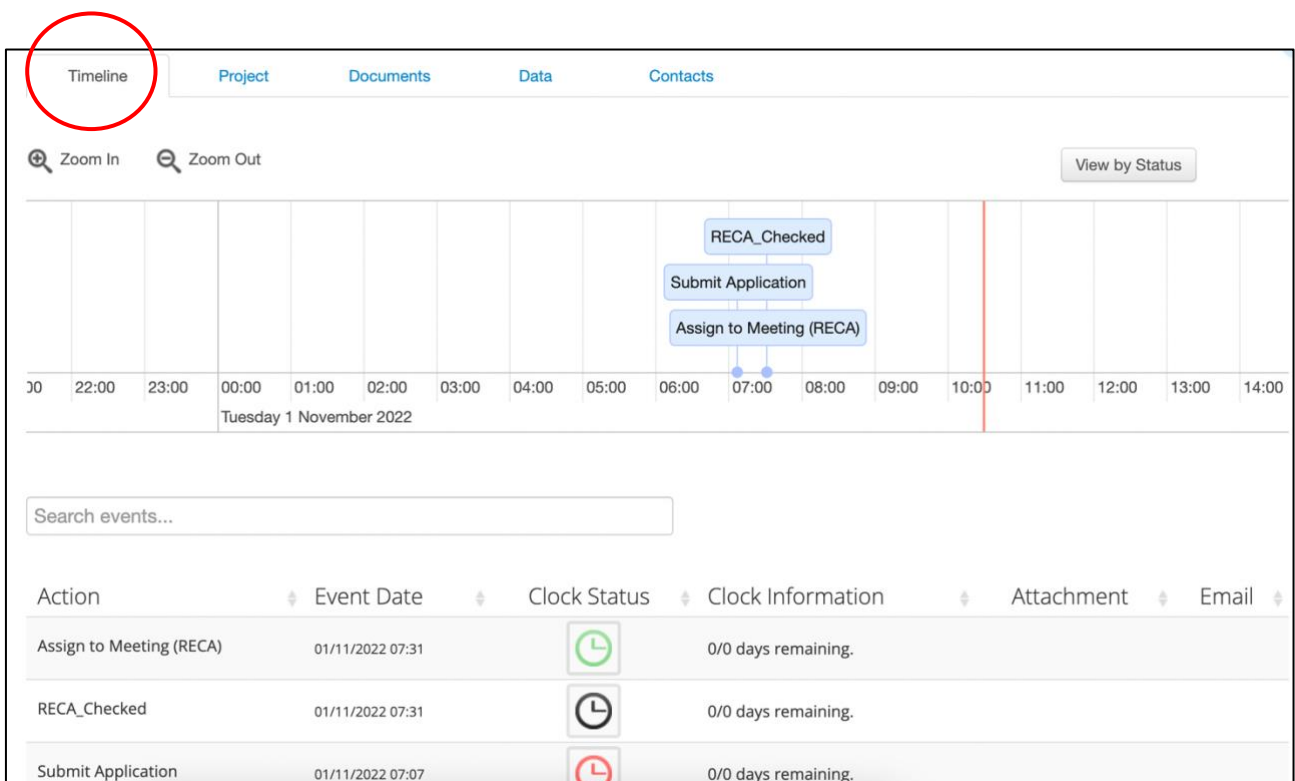 Timeline Project Documents Data Contacts
Zoom In Zoom Out View by Status
RECA_Checked
Submit Application
Assign to Meeting (RECA)
00 22:00 23:00 00:00 01:00 02:00 03:00 04:00 05:00 06:00 07:00 08:00 09:00 10:00 11:00 12:00 13:00 14:00
Tuesday 1 November 2022
Search events...
Action Event Date Clock Status Clock Information Attachment Email
Assign to Meeting (RECA) 01/11/2022 07:31 0/0 days remaining.
RECA_Checked 01/11/2022 07:31 0/0 days remaining.
Submit Application 01/11/2022 07:07 0/0 days remaining.